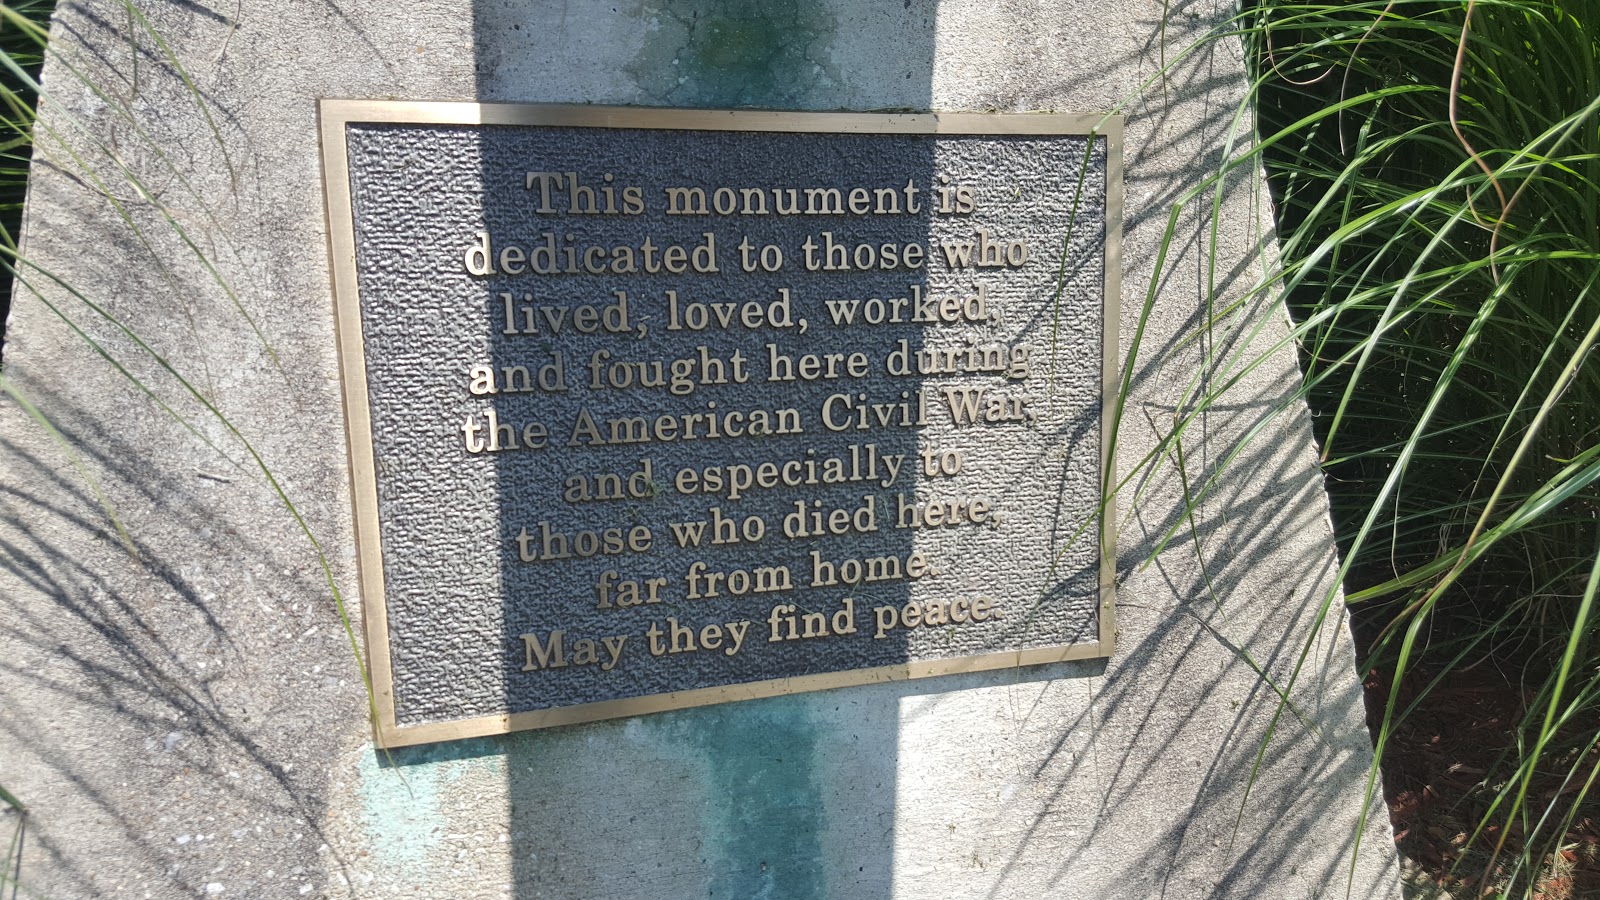 This monument is
dedicated to those who
lived, loved, worked,
and fought here during
the American Civil War,
and especially to
those who died here,
far from home.
May they find peace.